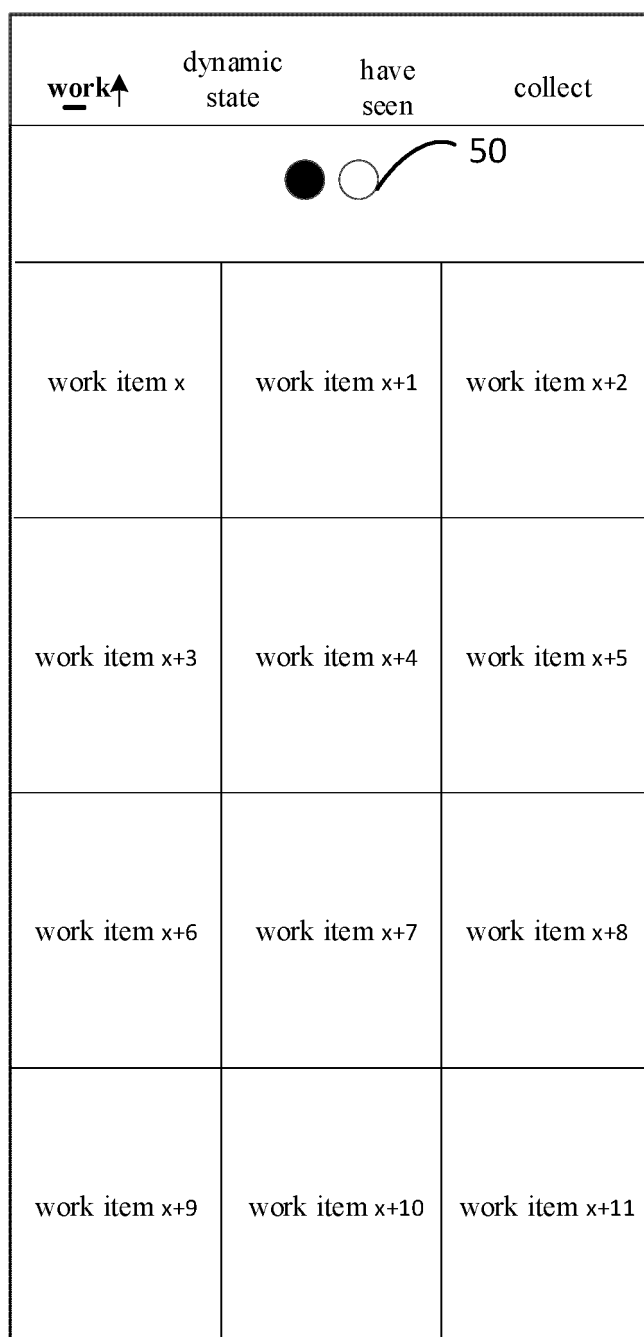 work
dynamic
state
have
seen
collect
50
work item x
work item x+1
work item x+2
work item x+3
work item x+4
work item x+5
work item x+6
work item x+7
work item x+8
work item x+9
work item x+10
work item x+11